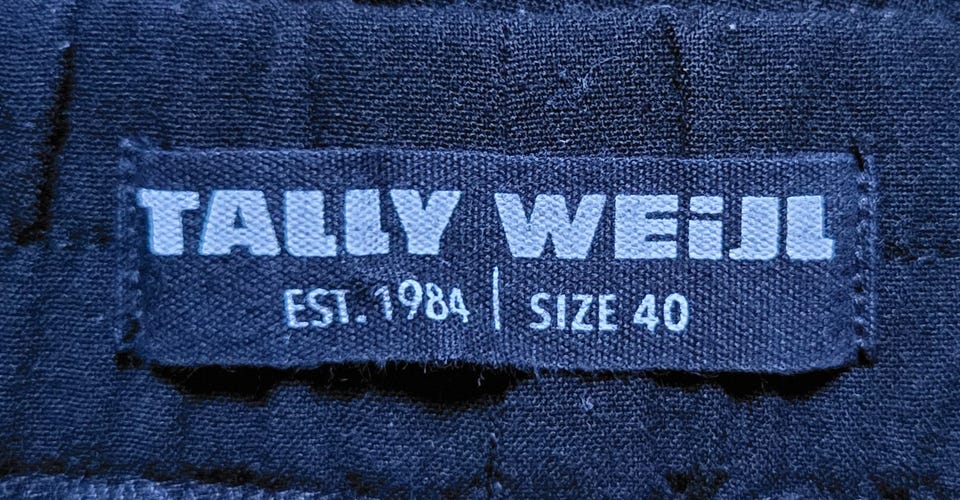 TALLY WEiJL
EST. 1984 | SIZE 40